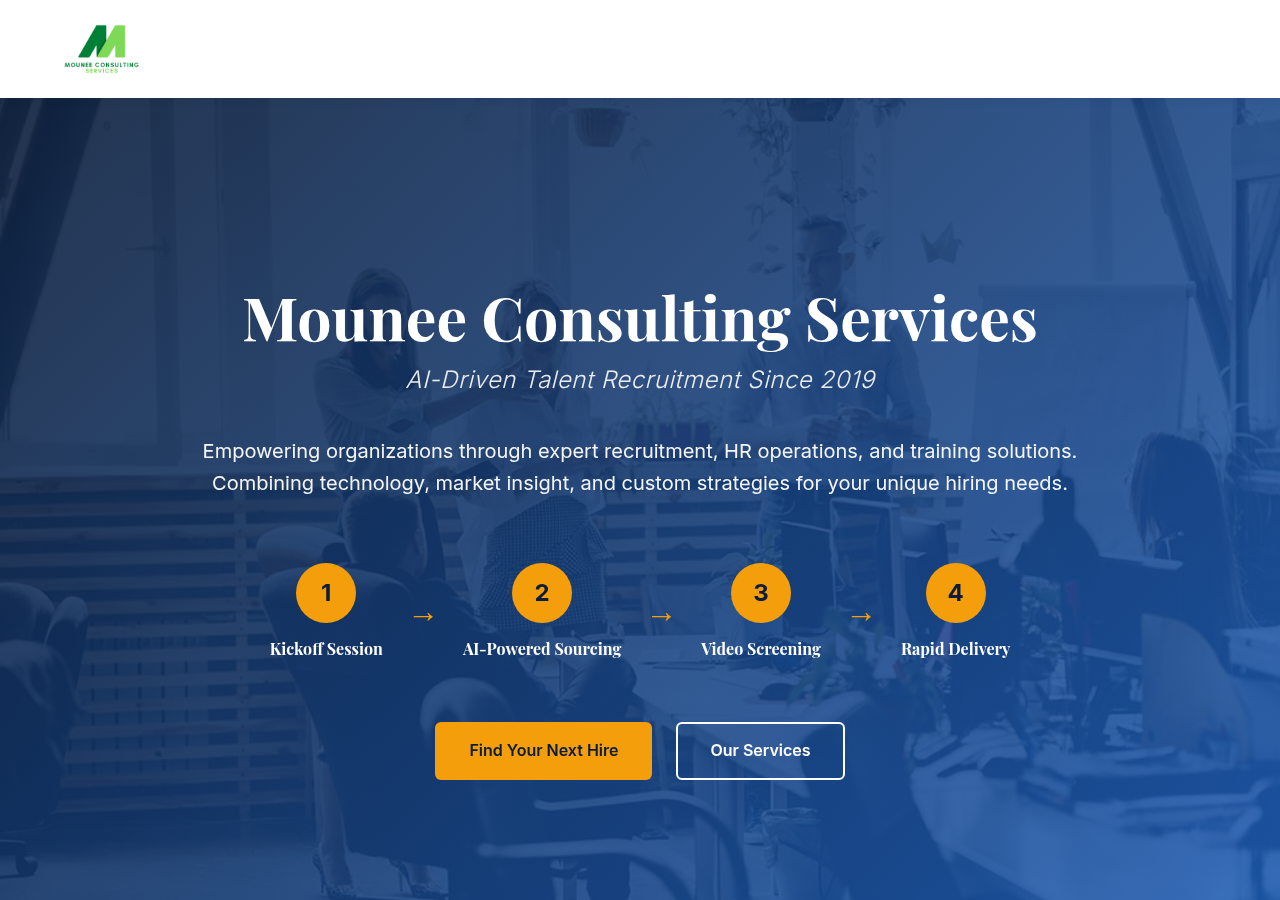 MOUNEE CONSULTING
SERVICES
Mounee Consulting Services
AI-Driven Talent Recruitment Since 2019
Empowering organizations through expert recruitment, HR operations, and training solutions.
Combining technology, market insight, and custom strategies for your unique hiring needs.
1 → 2 → 3 → 4
Kickoff Session AI-Powered Sourcing Video Screening Rapid Delivery
Find Your Next Hire Our Services